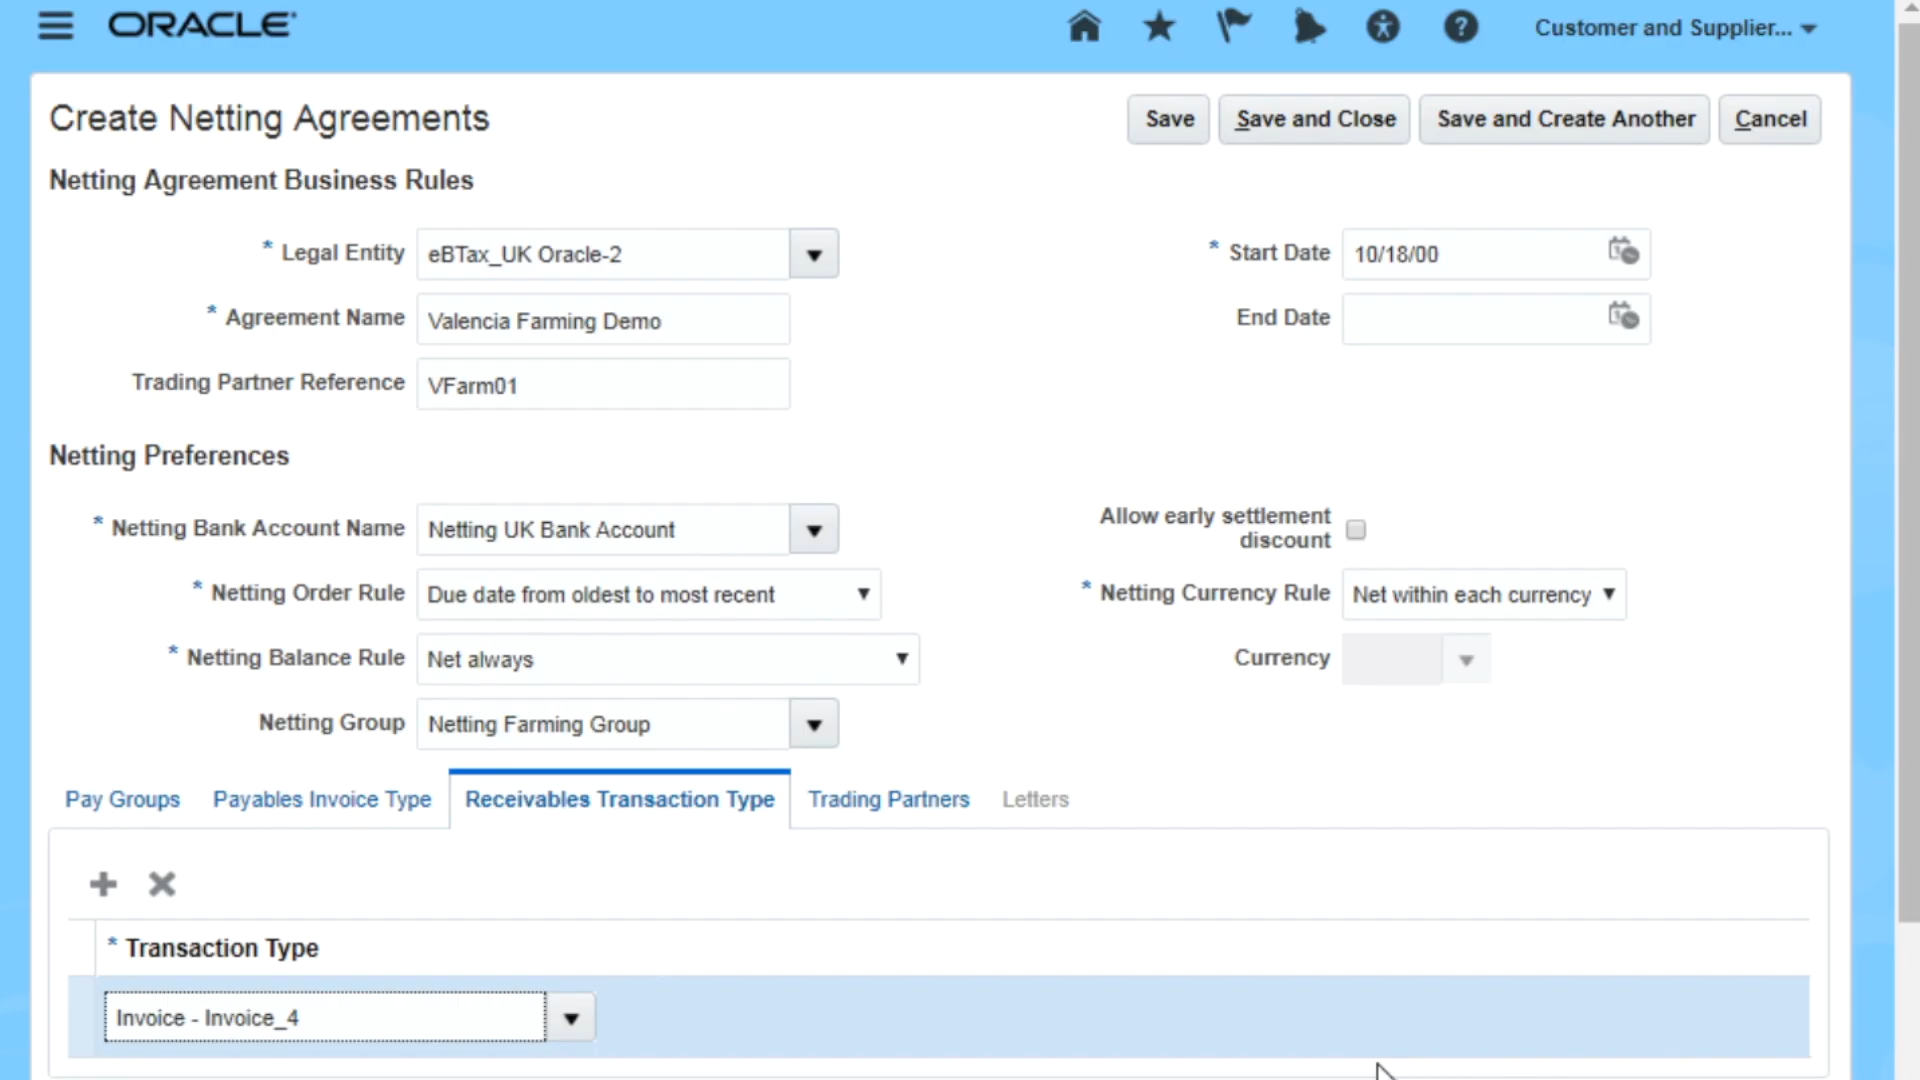 ORACLE
Customer and Supplier...
Create Netting Agreements
Save
Save and Close
Save and Create Another
Cancel
Netting Agreement Business Rules
* Legal Entity eBTax_UK Oracle-2
* Start Date 10/18/00
* Agreement Name Valencia Farming Demo
End Date
Trading Partner Reference VFarm01
Netting Preferences
* Netting Bank Account Name Netting UK Bank Account
Allow early settlement
discount
* Netting Order Rule Due date from oldest to most recent
* Netting Currency Rule Net within each currency
* Netting Balance Rule Net always
Currency
Netting Group Netting Farming Group
Pay Groups
Payables Invoice Type
Receivables Transaction Type
Trading Partners
Letters
* Transaction Type
Invoice - Invoice_4